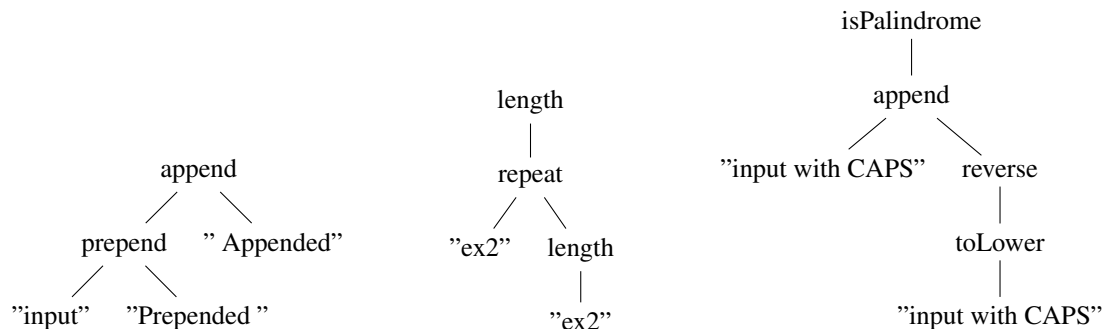 append
prepend
” Appended”
”input”
”Prepended ”
length
repeat
”ex2”
length
”ex2”
isPalindrome
append
”input with CAPS”
reverse
toLower
”input with CAPS”